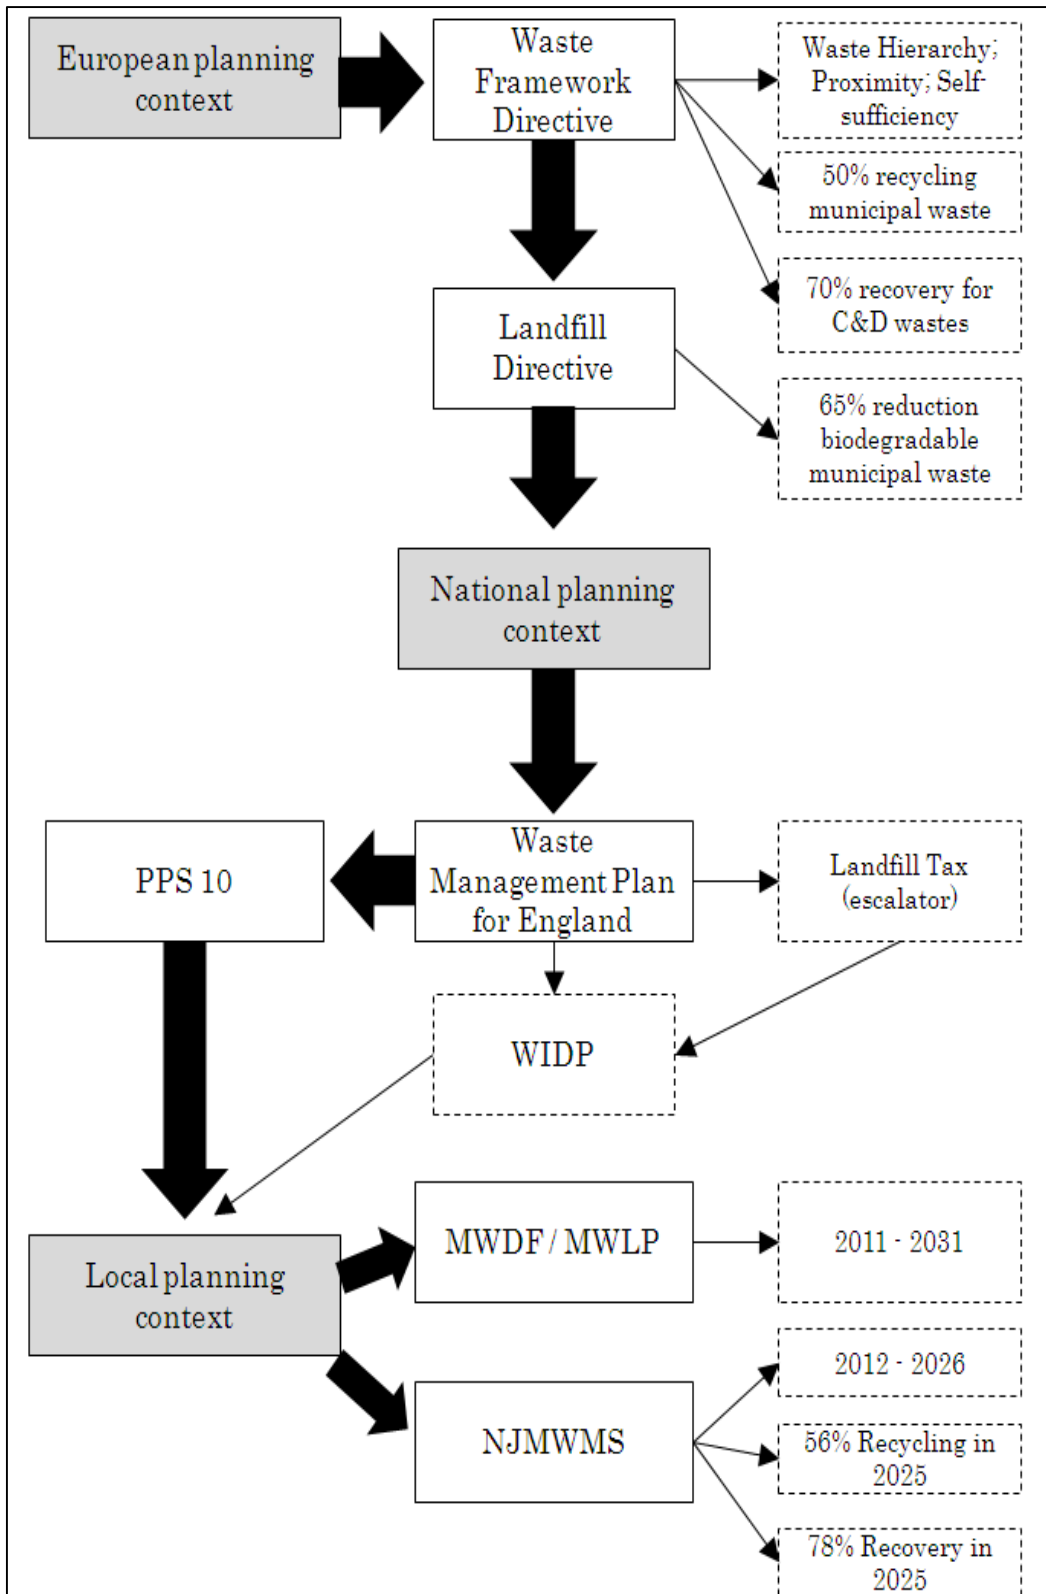 European planning
context
Waste
Framework
Directive
Waste Hierarchy;
Proximity; Self-
sufficiency
50% recycling
municipal waste
70% recovery for
C&D wastes
Landfill
Directive
65% reduction
biodegradable
municipal waste
National planning
context
PPS 10
Waste
Management Plan
for England
Landfill Tax
(escalator)
WIDP
Local planning
context
MWDF / MWLP
2011 - 2031
NJMWMS
2012 - 2026
56% Recycling in
2025
78% Recovery in
2025